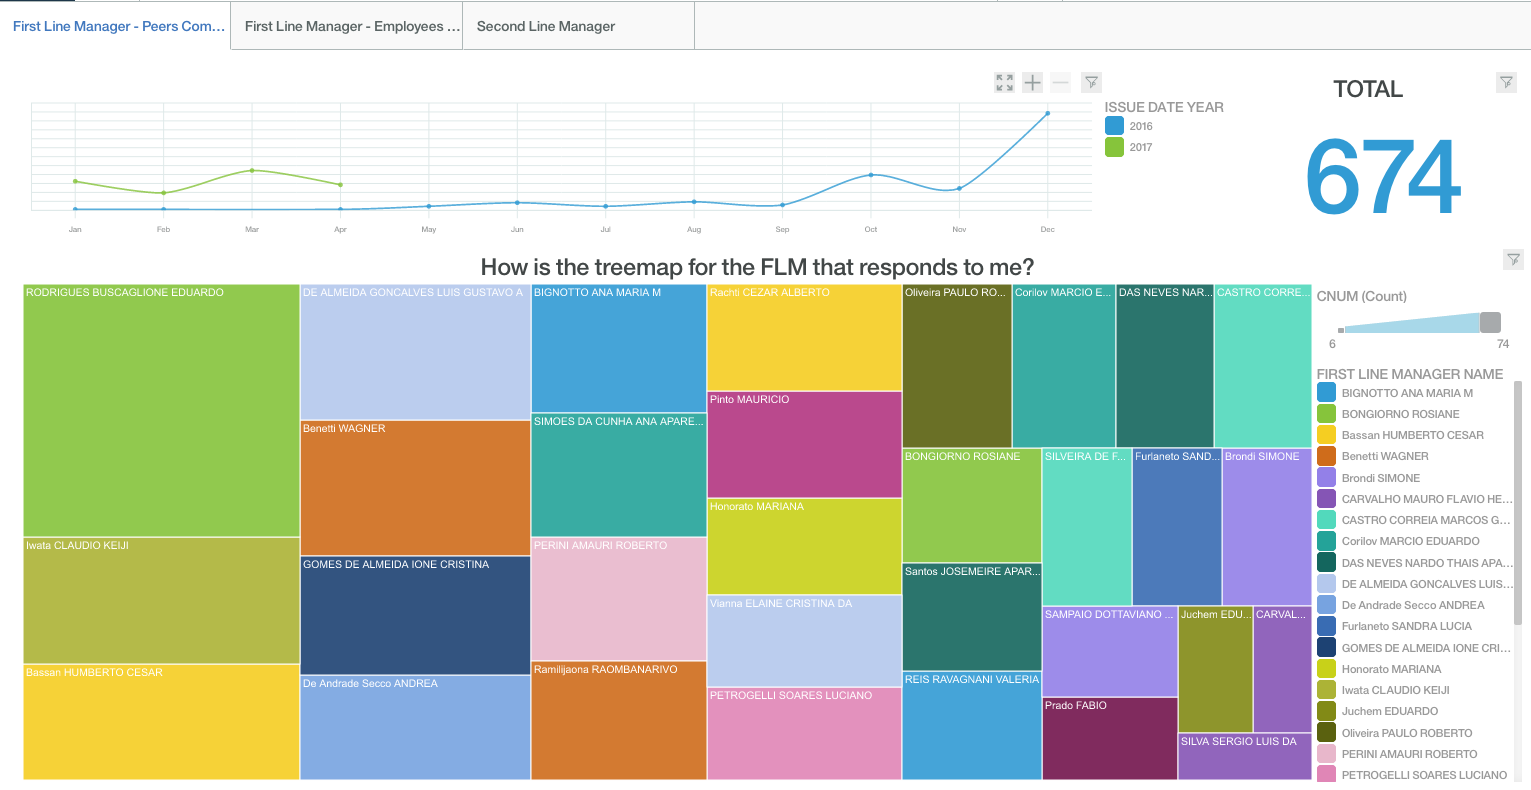 First Line Manager - Peers Com...
First Line Manager - Employees ...
Second Line Manager
ISSUE DATE YEAR
2016
2017
Jan
Feb
Mar
Apr
May
Jun
Jul
Aug
Sep
Oct
Nov
Dec
TOTAL
674
How is the treemap for the FLM that responds to me?
RODRIGUES BUSCAGLIONE EDUARDO
Iwata CLAUDIO KEIJI
Bassan HUMBERTO CESAR
DE ALMEIDA GONCALVES LUIS GUSTAVO A
Benetti WAGNER
GOMES DE ALMEIDA IONE CRISTINA
De Andrade Secco ANDREA
BIGNOTTO ANA MARIA M
SIMOES DA CUNHA ANA APARE...
PERINI AMAURI ROBERTO
Ramilijaona RAOMBANARIVO
Rachti CEZAR ALBERTO
Pinto MAURICIO
Honorato MARIANA
Vianna ELAINE CRISTINA DA
PETROGELLI SOARES LUCIANO
Oliveira PAULO RO...
Corilov MARCIO E...
DAS NEVES NAR...
CASTRO CORRE...
BONGIORNO ROSIANE
Santos JOSEMEIRE APAR...
REIS RAVAGNANI VALERIA
SILVEIRA DE F...
Furlaneto SAND...
Brondi SIMONE
SAMPAIO DOTTAVIANO ...
Prado FABIO
Juchem EDU...
CARVAL...
SILVA SERGIO LUIS DA
CNUM (Count)
6
74
FIRST LINE MANAGER NAME
BIGNOTTO ANA MARIA M
BONGIORNO ROSIANE
Bassan HUMBERTO CESAR
Benetti WAGNER
Brondi SIMONE
CARVALHO MAURO FLAVIO HE...
CASTRO CORREIA MARCOS G...
Corilov MARCIO EDUARDO
DAS NEVES NARDO THAIS APA...
DE ALMEIDA GONCALVES LUIS...
De Andrade Secco ANDREA
Furlaneto SANDRA LUCIA
GOMES DE ALMEIDA IONE CRI...
Honorato MARIANA
Iwata CLAUDIO KEIJI
Juchem EDUARDO
Oliveira PAULO ROBERTO
PERINI AMAURI ROBERTO
PETROGELLI SOARES LUCIANO